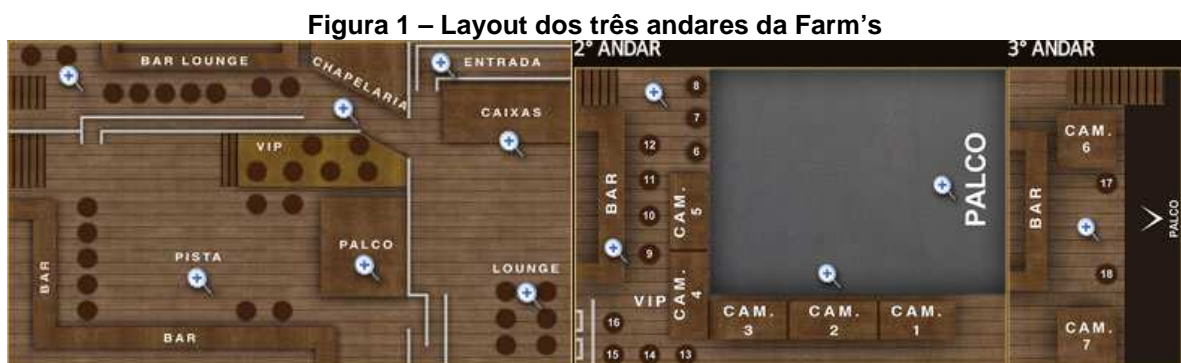 Figura 1 – Layout dos três andares da Farm's
BAR LOUNGE
CHAPELARIA
ENTRADA
CAIXAS
VIP
PALCO
PISTA
LOUNGE
BAR
BAR
2° ANDAR
8
7
12
6
11
CAM. 5
BAR
10
9
PALCO
VIP
CAM. 4
CAM. 3
CAM. 2
CAM. 1
16
15
14
13
3° ANDAR
CAM. 6
17
BAR
PALCO
18
CAM. 7